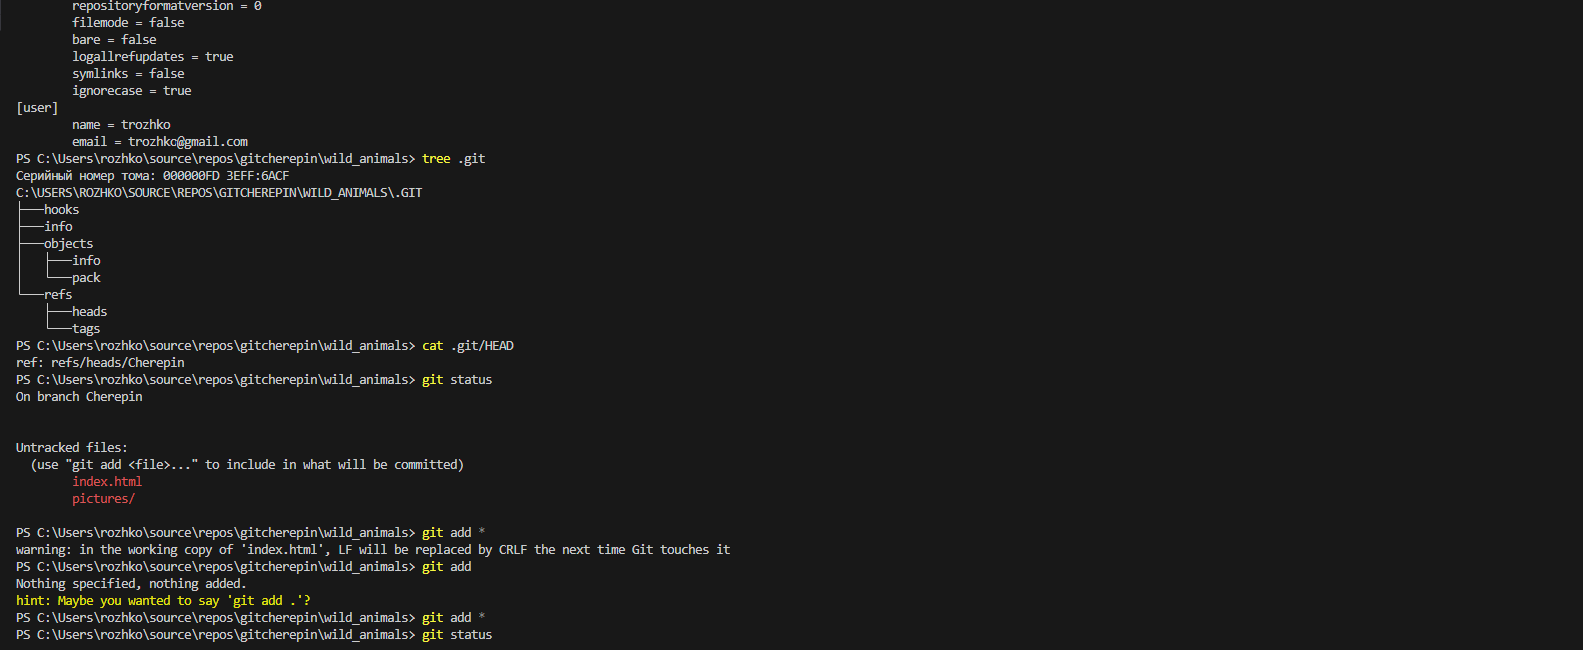 repositoryformatversion = 0
filemode = false
bare = false
logallrefupdates = true
symlinks = false
ignorecase = true
[user]
name = trozhko
email = trozhko@gmail.com
PS C:\Users\rozhko\source\repos\gitcherepin\wild_animals> tree .git
Серийный номер тома: 000000FD 3EFF:6ACF
C:\USERS\ROZHKO\SOURCE\REPOS\GITCHEREPIN\WILD_ANIMALS\.GIT
├───hooks
├───info
├───objects
│   ├───info
│   └───pack
└───refs
    ├───heads
    └───tags
PS C:\Users\rozhko\source\repos\gitcherepin\wild_animals> cat .git/HEAD
ref: refs/heads/Cherepin
PS C:\Users\rozhko\source\repos\gitcherepin\wild_animals> git status
On branch Cherepin
Untracked files:
(use "git add <file>..." to include in what will be committed)
index.html
pictures/
PS C:\Users\rozhko\source\repos\gitcherepin\wild_animals> git add *
warning: in the working copy of 'index.html', LF will be replaced by CRLF the next time Git touches it
PS C:\Users\rozhko\source\repos\gitcherepin\wild_animals> git add
Nothing specified, nothing added.
hint: Maybe you wanted to say 'git add .'?
PS C:\Users\rozhko\source\repos\gitcherepin\wild_animals> git add *
PS C:\Users\rozhko\source\repos\gitcherepin\wild_animals> git status